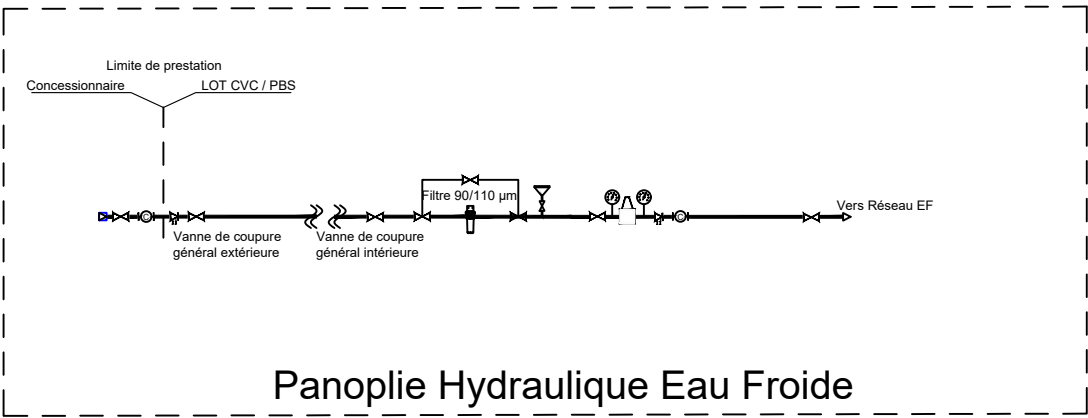 Limite de prestation
Concessionnaire
LOT CVC / PBS
Filtre 90/110 µm
Vers Réseau EF
C
C
Vanne de coupure
général extérieure
Vanne de coupure
général intérieure
Panoplie Hydraulique Eau Froide